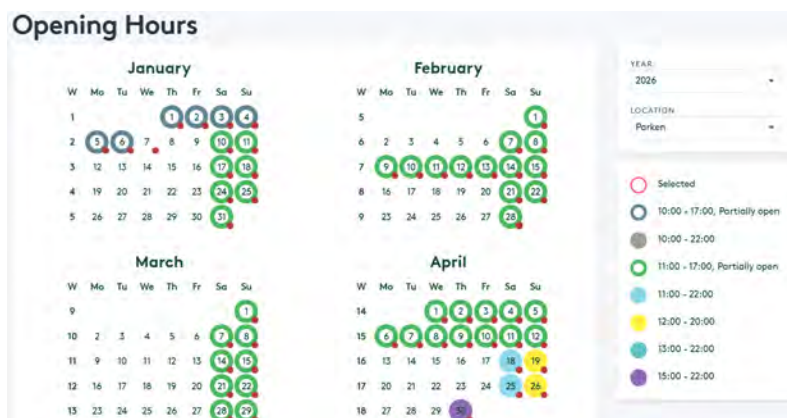 Opening Hours
January
W Mo Tu We Th Fr Sa Su
1 1 2 3 4
2 5 6 7 8 9 10 11
3 12 13 14 15 16 17 18
4 19 20 21 22 23 24 25
5 26 27 28 29 30 31
February
W Mo Tu We Th Fr Sa Su
5 1
6 2 3 4 5 6 7 8
7 9 10 11 12 13 14 15
8 16 17 18 19 20 21 22
9 23 24 25 26 27 28
March
W Mo Tu We Th Fr Sa Su
9 1
10 2 3 4 5 6 7 8
11 9 10 11 12 13 14 15
12 16 17 18 19 20 21 22
13 23 24 25 26 27 28 29
April
W Mo Tu We Th Fr Sa Su
14 1 2 3 4 5
15 6 7 8 9 10 11 12
16 13 14 15 16 17 18 19
17 20 21 22 23 24 25 26
18 27 28 29 30
YEAR
2026
LOCATION
Parken
Selected
10:00 - 17:00, Partially open
10:00 - 22:00
11:00 - 17:00, Partially open
11:00 - 22:00
12:00 - 20:00
13:00 - 22:00
15:00 - 22:00